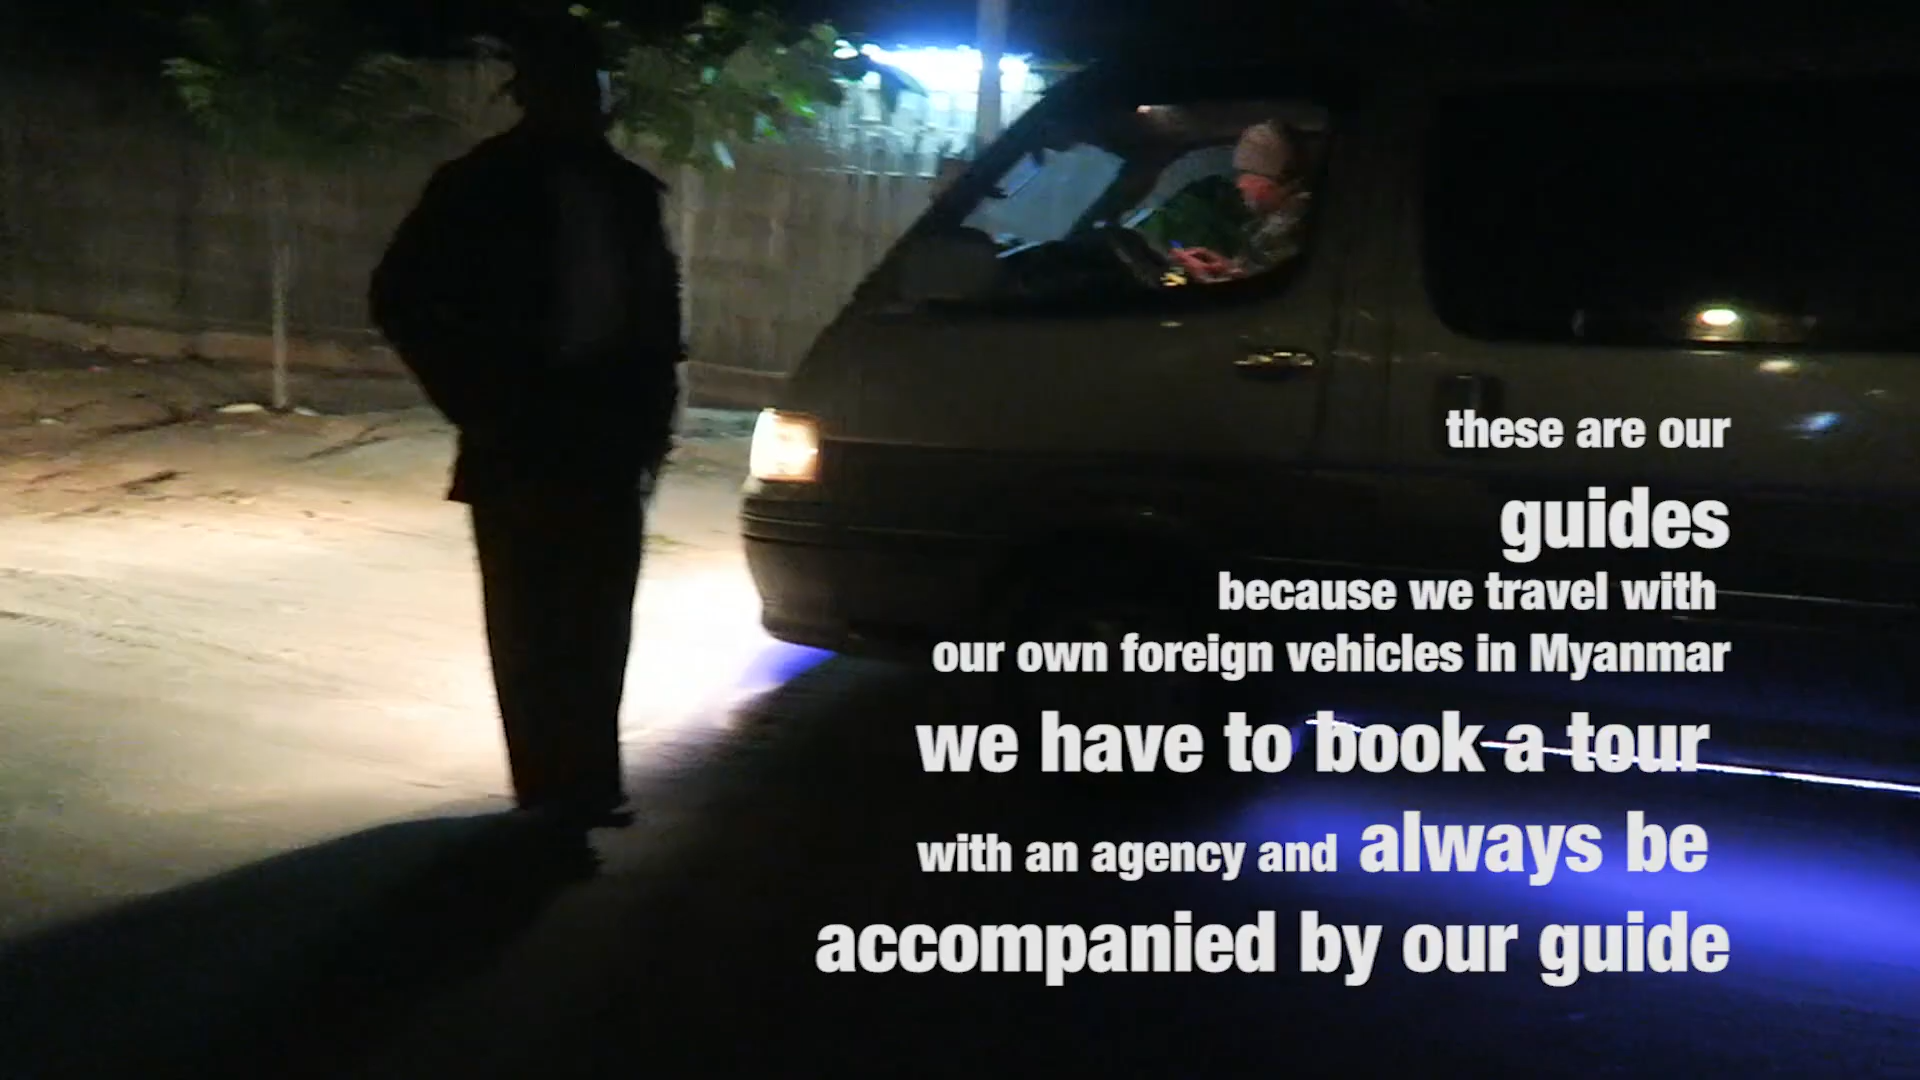 these are our
guides
because we travel with
our own foreign vehicles in Myanmar
we have to book a tour
with an agency and always be
accompanied by our guide